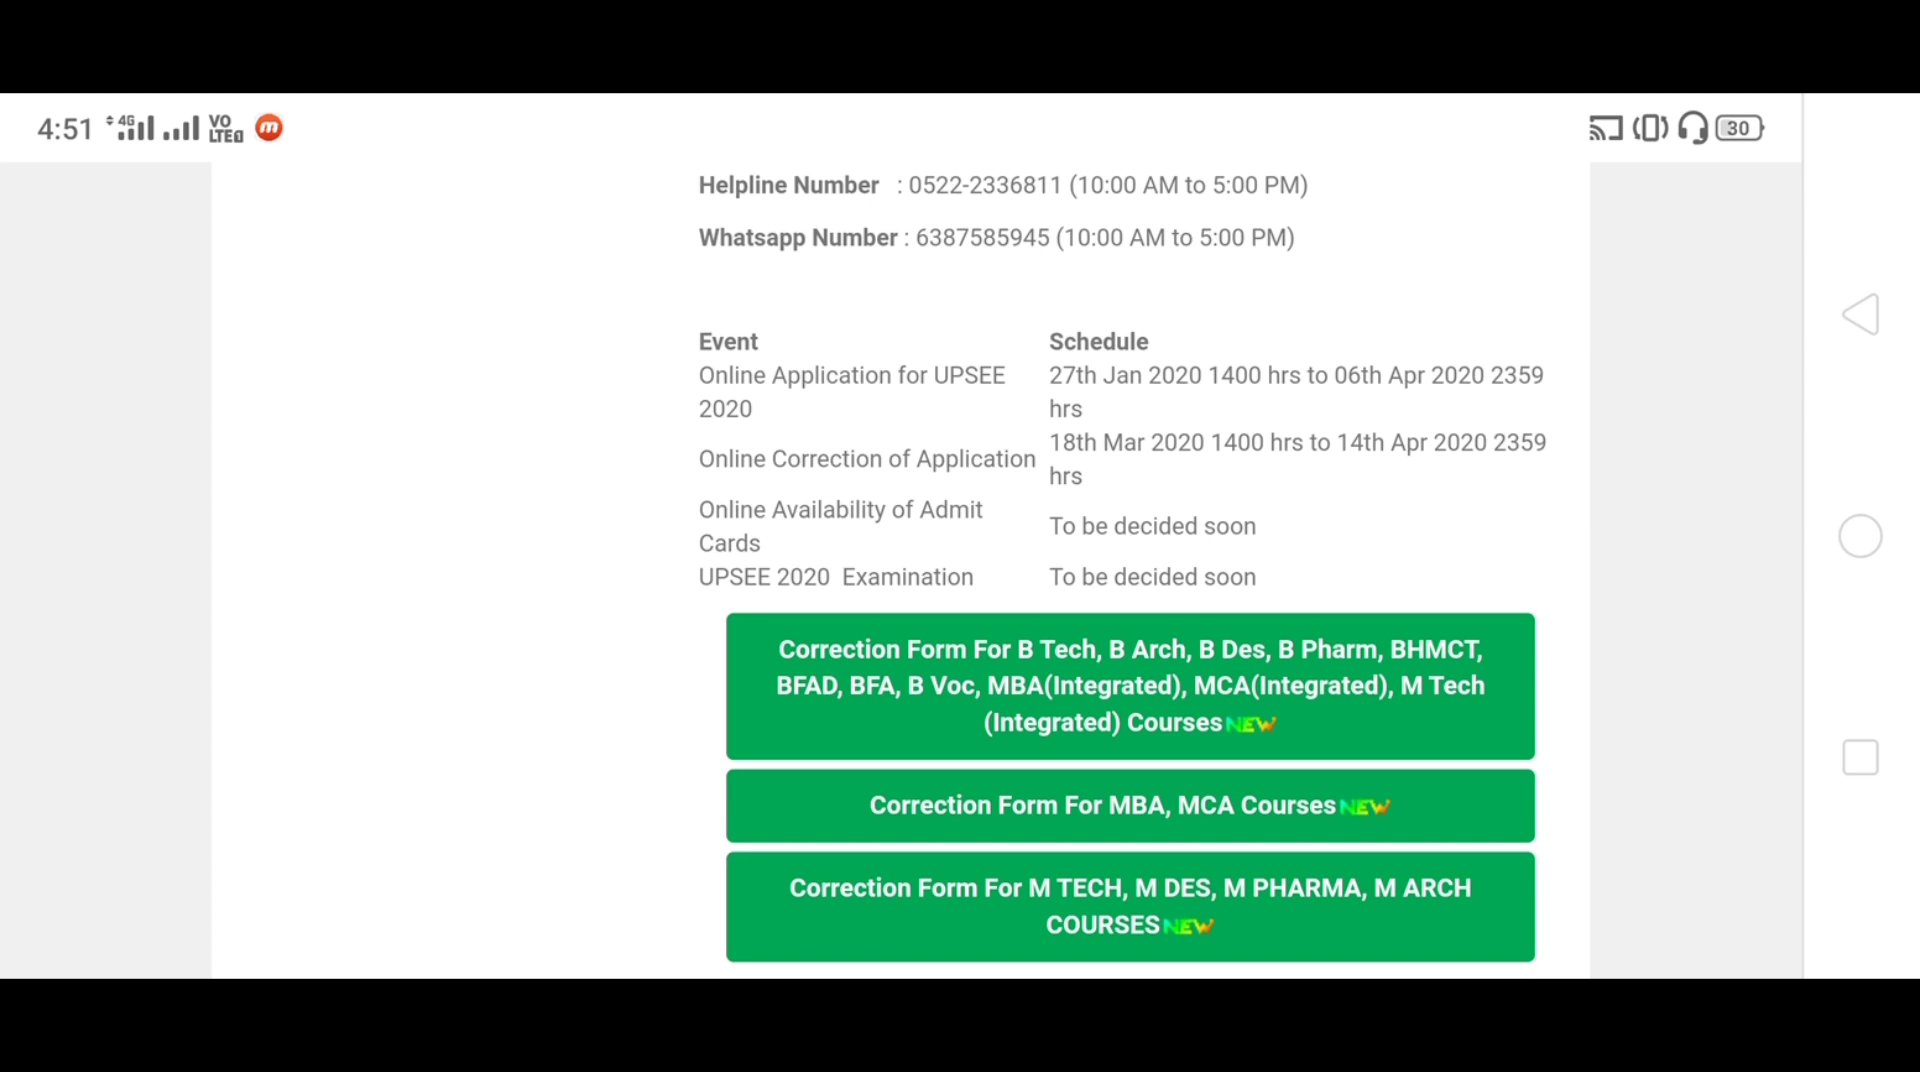 4:51 4G VO LTE 30
Helpline Number : 0522-2336811 (10:00 AM to 5:00 PM)
Whatsapp Number : 6387585945 (10:00 AM to 5:00 PM)
Event Schedule
Online Application for UPSEE 2020 27th Jan 2020 1400 hrs to 06th Apr 2020 2359 hrs
Online Correction of Application 18th Mar 2020 1400 hrs to 14th Apr 2020 2359 hrs
Online Availability of Admit Cards To be decided soon
UPSEE 2020 Examination To be decided soon
Correction Form For B Tech, B Arch, B Des, B Pharm, BHMCT,
BFAD, BFA, B Voc, MBA(Integrated), MCA(Integrated), M Tech
(Integrated) Courses NEW
Correction Form For MBA, MCA Courses NEW
Correction Form For M TECH, M DES, M PHARMA, M ARCH
COURSES NEW